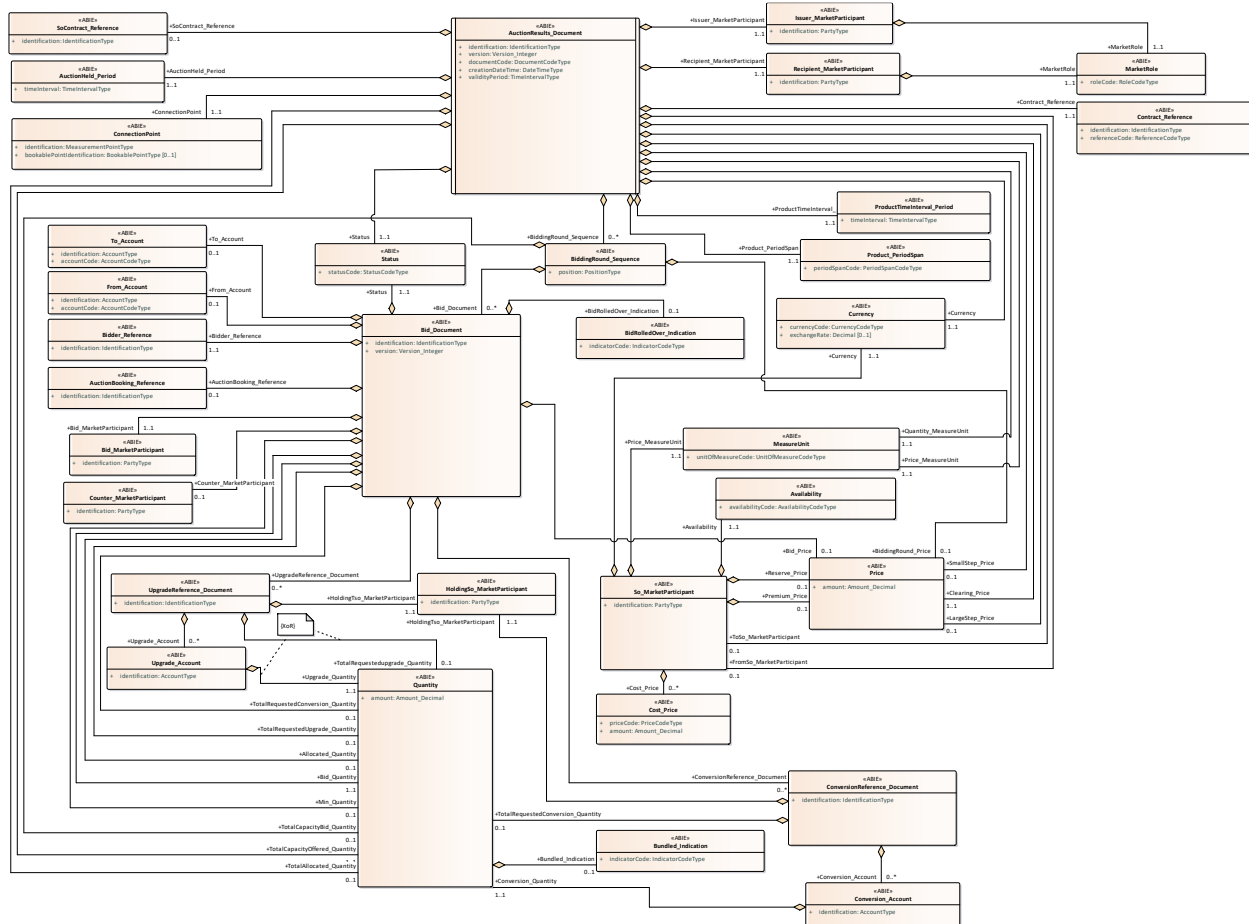 «ABIE»
SoContract_Reference
+ identification: IdentificationType
+SoContract_Reference
0..1
«ABIE»
AuctionHeld_Period
+ timeInterval: TimeIntervalType
+AuctionHeld_Period
1..1
+ConnectionPoint
1..1
«ABIE»
ConnectionPoint
+ identification: MeasurementPointType
+ bookablePointIdentification: BookablePointType [0..1]
«ABIE»
AuctionResults_Document
+ identification: IdentificationType
+ version: Version_Integer
+ documentCode: DocumentCodeType
+ creationDateTime: DateTimeType
+ validityPeriod: TimeIntervalType
+Issuer_MarketParticipant
1..1
«ABIE»
Issuer_MarketParticipant
+ identification: PartyType
+Recipient_MarketParticipant
1..1
«ABIE»
Recipient_MarketParticipant
+ identification: PartyType
+MarketRole
1..1
+MarketRole
1..1
«ABIE»
MarketRole
+ roleCode: RoleCodeType
+Contract_Reference
1..1
«ABIE»
Contract_Reference
+ identification: IdentificationType
+ referenceCode: ReferenceCodeType
+ProductTimeInterval_
1..1
«ABIE»
ProductTimeInterval_Period
+ timeInterval: TimeIntervalType
+Product_PeriodSpan
1..1
«ABIE»
Product_PeriodSpan
+ periodSpanCode: PeriodSpanCodeType
+Status
1..1
«ABIE»
Status
+ statusCode: StatusCodeType
+Status
1..1
+BiddingRound_Sequence
0..*
«ABIE»
BiddingRound_Sequence
+ position: PositionType
«ABIE»
To_Account
+ identification: AccountType
+ accountCode: AccountCodeType
+To_Account
0..1
«ABIE»
From_Account
+ identification: AccountType
+ accountCode: AccountCodeType
+From_Account
0..1
«ABIE»
Bidder_Reference
+ identification: IdentificationType
+Bidder_Reference
1..1
«ABIE»
AuctionBooking_Reference
+ identification: IdentificationType
+AuctionBooking_Reference
0..1
+Bid_Document
0..*
«ABIE»
Bid_Document
+ identification: IdentificationType
+ version: Version_Integer
+BidRolledOver_Indication
0..1
«ABIE»
BidRolledOver_Indication
+ indicatorCode: IndicatorCodeType
«ABIE»
Currency
+ currencyCode: CurrencyCodeType
+ exchangeRate: Decimal [0..1]
+Currency
1..1
+Currency
1..1
+Bid_MarketParticipant
1..1
«ABIE»
Bid_MarketParticipant
+ identification: PartyType
+Counter_MarketParticipant
0..1
«ABIE»
Counter_MarketParticipant
+ identification: PartyType
+Price_MeasureUnit
1..1
«ABIE»
MeasureUnit
+ unitOfMeasureCode: UnitOfMeasureCodeType
+Quantity_MeasureUnit
1..1
+Price_MeasureUnit
1..1
«ABIE»
Availability
+ availabilityCode: AvailabilityCodeType
+Availability
1..1
+Bid_Price
0..1
+BiddingRound_Price
0..1
«ABIE»
Price
+ amount: Amount_Decimal
+SmallStep_Price
0..1
+Clearing_Price
1..1
+LargeStep_Price
0..1
+Reserve_Price
0..1
+Premium_Price
0..1
«ABIE»
So_MarketParticipant
+ identification: PartyType
+ToSo_MarketParticipant
0..1
+FromSo_MarketParticipant
0..1
+Cost_Price
0..*
«ABIE»
Cost_Price
+ priceCode: PriceCodeType
+ amount: Amount_Decimal
+UpgradeReference_Document
0..*
«ABIE»
UpgradeReference_Document
+ identification: IdentificationType
+HoldingTso_MarketParticipant
1..1
«ABIE»
HoldingSo_MarketParticipant
+ identification: PartyType
+HoldingTso_MarketParticipant
1..1
{XoR}
+Upgrade_Account
0..*
«ABIE»
Upgrade_Account
+ identification: AccountType
+TotalRequestedupgrade_Quantity
0..1
+Upgrade_Quantity
1..1
«ABIE»
Quantity
+ amount: Amount_Decimal
+TotalRequestedConversion_Quantity
0..1
+TotalRequestedUpgrade_Quantity
0..1
+Allocated_Quantity
0..1
+Bid_Quantity
1..1
+Min_Quantity
0..1
+TotalCapacityBid_Quantity
0..1
+TotalCapacityOffered_Quantity
+TotalAllocated_Quantity
0..1
+ConversionReference_Document
0..*
«ABIE»
ConversionReference_Document
+ identification: IdentificationType
+TotalRequestedConversion_Quantity
0..1
«ABIE»
Bundled_Indication
+ indicatorCode: IndicatorCodeType
+Bundled_Indication
0..1
+Conversion_Quantity
1..1
+Conversion_Account
0..*
«ABIE»
Conversion_Account
+ identification: AccountType